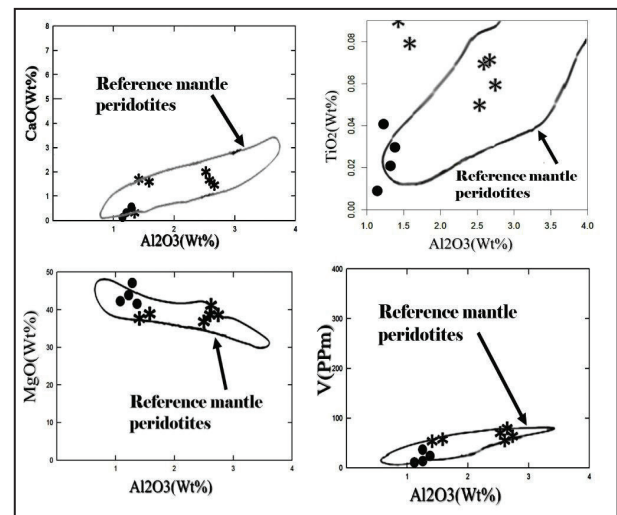 8
7
6
5
4
3
2
1
0
CaO(Wt%)
Reference mantle
peridotites
0 1 2 3 4
Al2O3(Wt%)
0.08
0.06
0.04
0.02
0.00
TiO2(Wt%)
Reference mantle
peridotites
1.0 1.5 2.0 2.5 3.0 3.5 4.0
Al2O3(Wt%)
50
40
30
20
10
0
MgO(Wt%)
Reference mantle
peridotites
1 2 3 4
Al2O3(Wt%)
400
300
200
100
0
V(PPm)
Reference mantle
peridotites
1 2 3 4
Al2O3(Wt%)